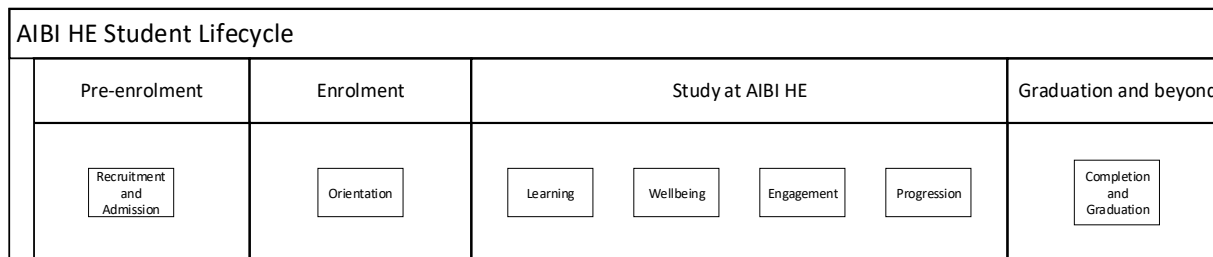 AIBI HE Student Lifecycle
Pre-enrolment
Enrolment
Study at AIBI HE
Graduation and beyond
Recruitment
and
Admission
Orientation
Learning
Wellbeing
Engagement
Progression
Completion
and
Graduation